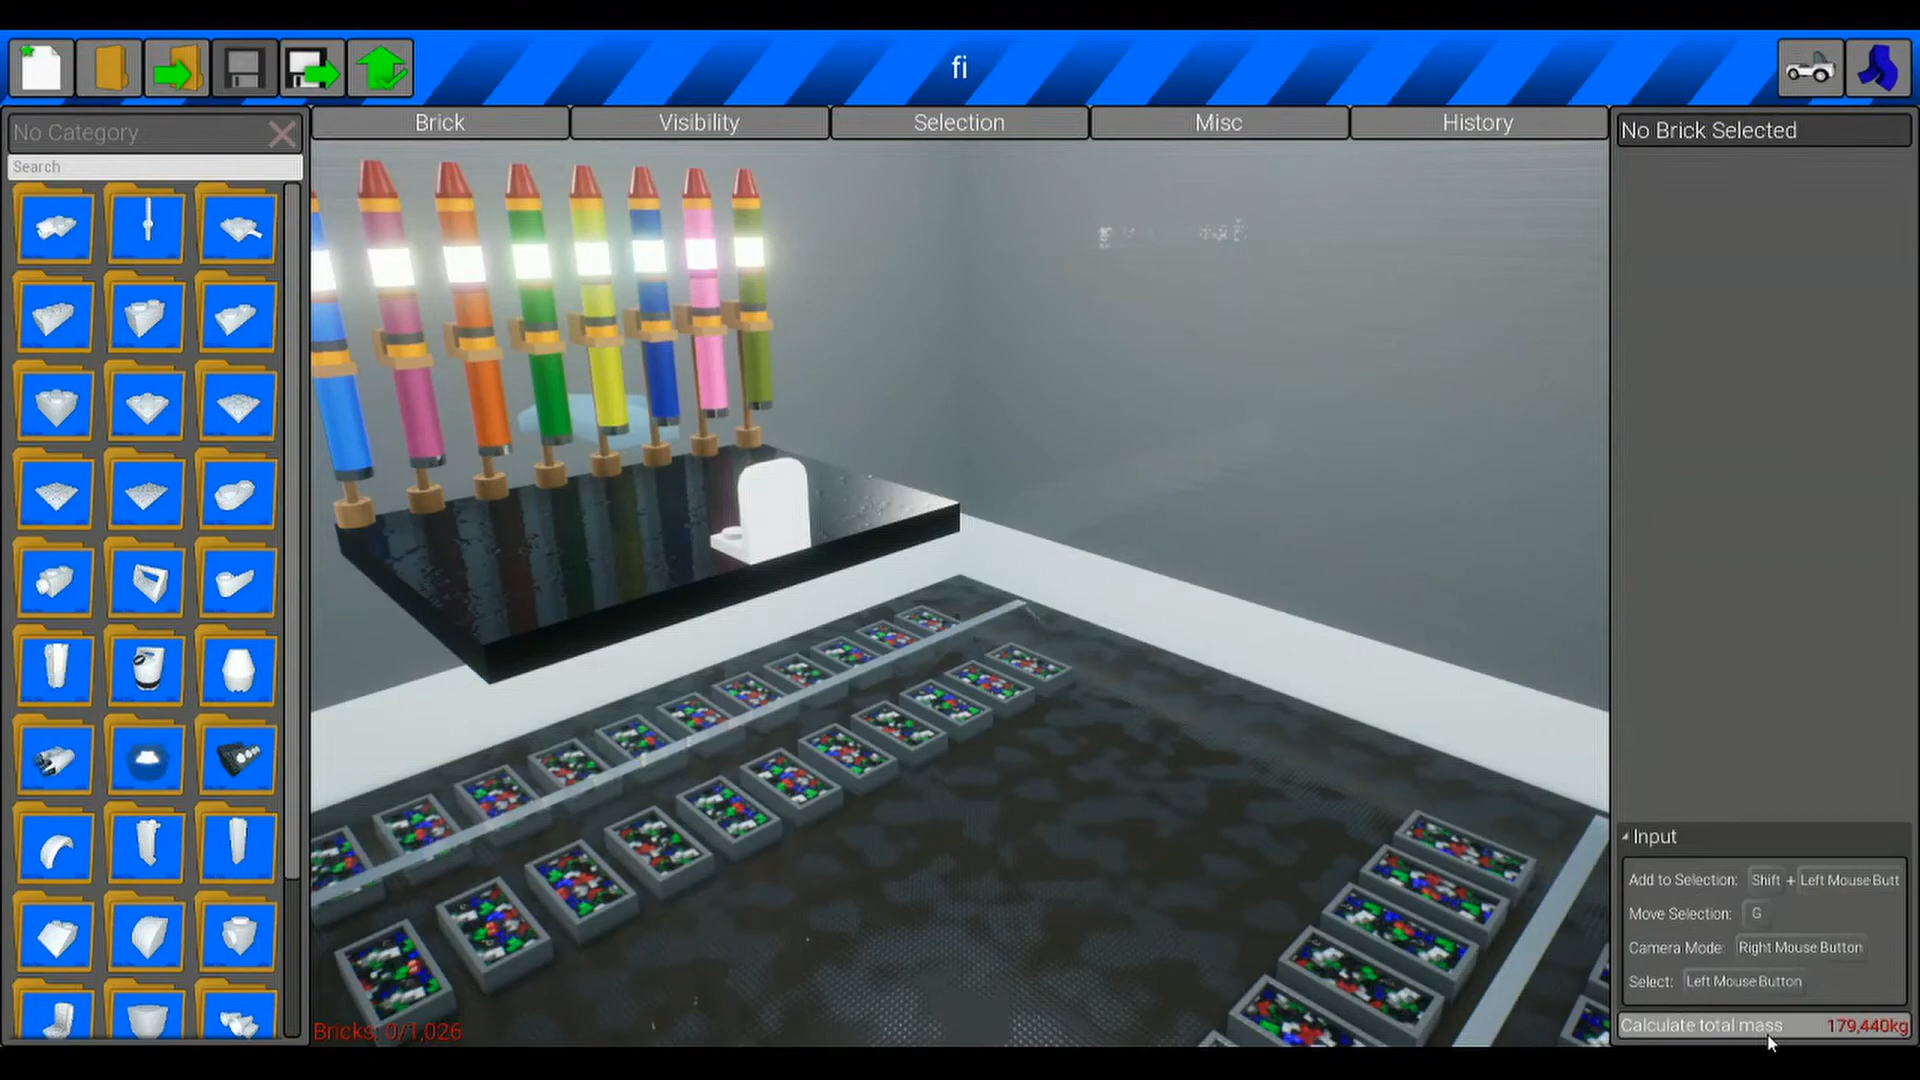 fi
No Category
Search
Brick
Visibility
Selection
Misc
History
No Brick Selected
Input
Add to Selection: Shift + Left Mouse Butt
Move Selection: G
Camera Mode: Right Mouse Button
Select: Left Mouse Button
Calculate total mass 179,440kg
Bricks: 0/1,026